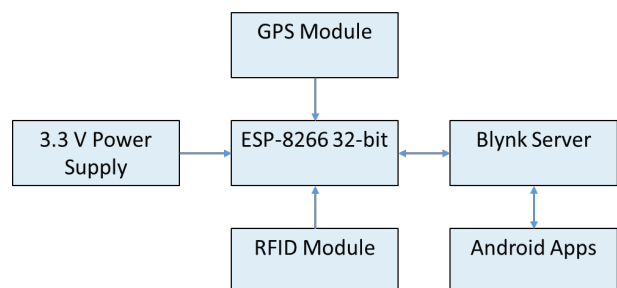 GPS Module
3.3 V Power
Supply
ESP-8266 32-bit
Blynk Server
RFID Module
Android Apps